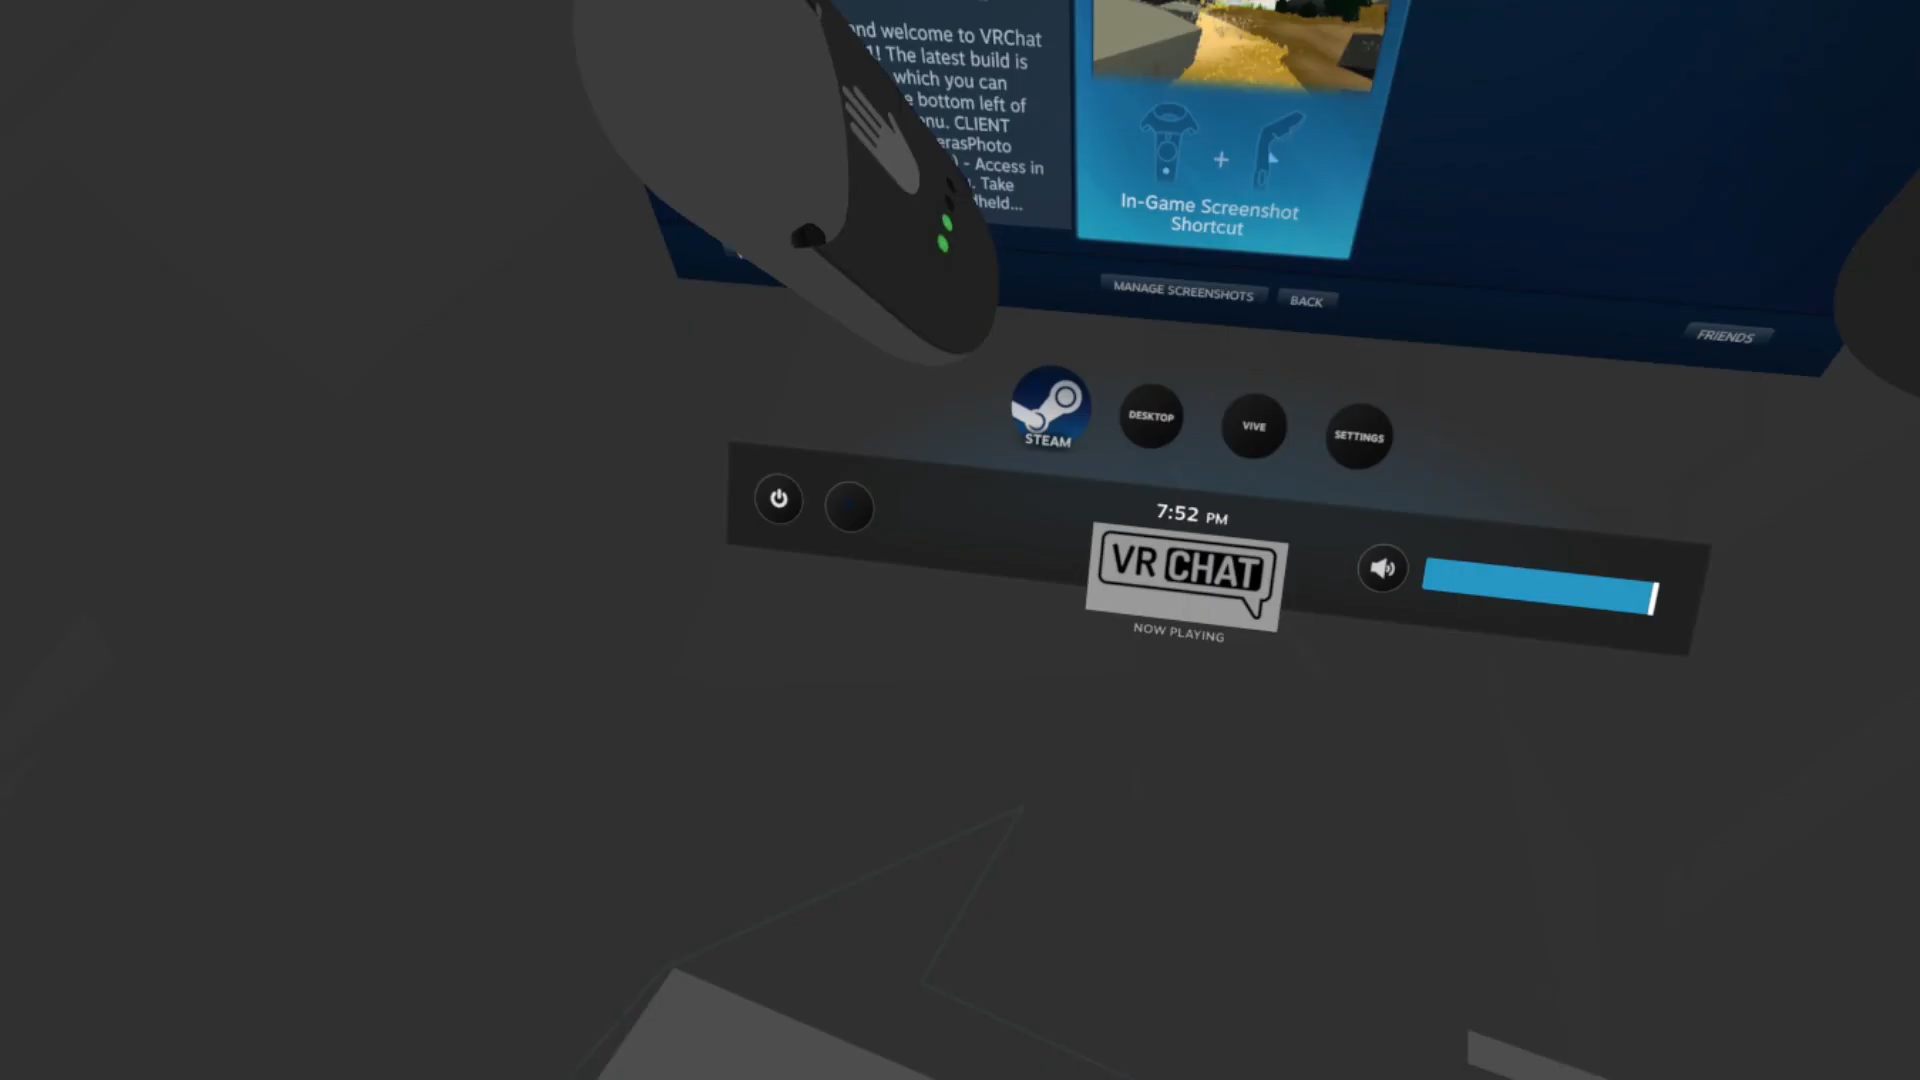 nd welcome to VRChat
1! The latest build is
which you can
e bottom left of
nu. CLIENT
erasPhoto
) - Access in
. Take
dheld...
+
In-Game Screenshot
Shortcut
MANAGE SCREENSHOTS
BACK
FRIENDS
STEAM
DESKTOP
VIVE
SETTINGS
7:52 PM
VR CHAT
NOW PLAYING